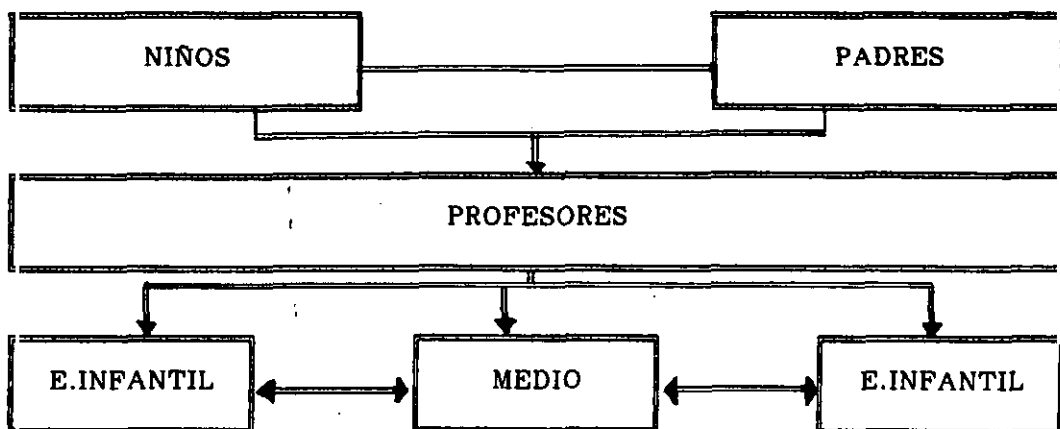 NIÑOS
PADRES
PROFESORES
E.INFANTIL
MEDIO
E.INFANTIL